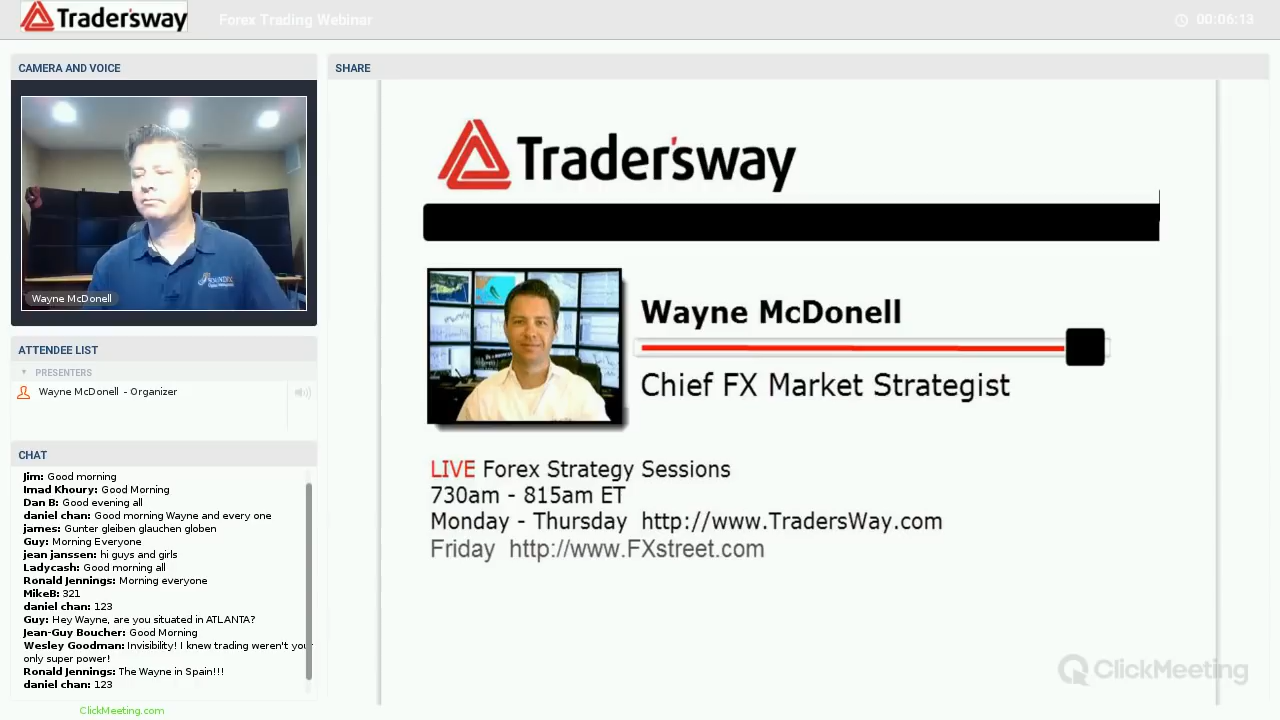 Trader'sway
Forex Trading Webinar
00:06:13
CAMERA AND VOICE
Wayne McDonell
ATTENDEE LIST
PRESENTERS
Wayne McDonell - Organizer
CHAT
Jim: Good morning
Imad Khoury: Good Morning
Dan B: Good evening all
daniel chan: Good morning Wayne and every one
james: Gunter gleiben glauchen globen
Guy: Morning Everyone
jean janssen: hi guys and girls
Ladycash: Good morning all
Ronald Jennings: Morning everyone
MikeB: 321
daniel chan: 123
Guy: Hey Wayne, are you situated in ATLANTA?
Jean-Guy Boucher: Good Morning
Wesley Goodman: Invisibility! I knew trading weren't your
only super power!
Ronald Jennings: The Wayne in Spain!!!
daniel chan: 123
ClickMeeting.com
SHARE
Trader'sway
Wayne McDonell
Chief FX Market Strategist
LIVE Forex Strategy Sessions
730am - 815am ET
Monday - Thursday http://www.TradersWay.com
Friday http://www.FXstreet.com
ClickMeeting